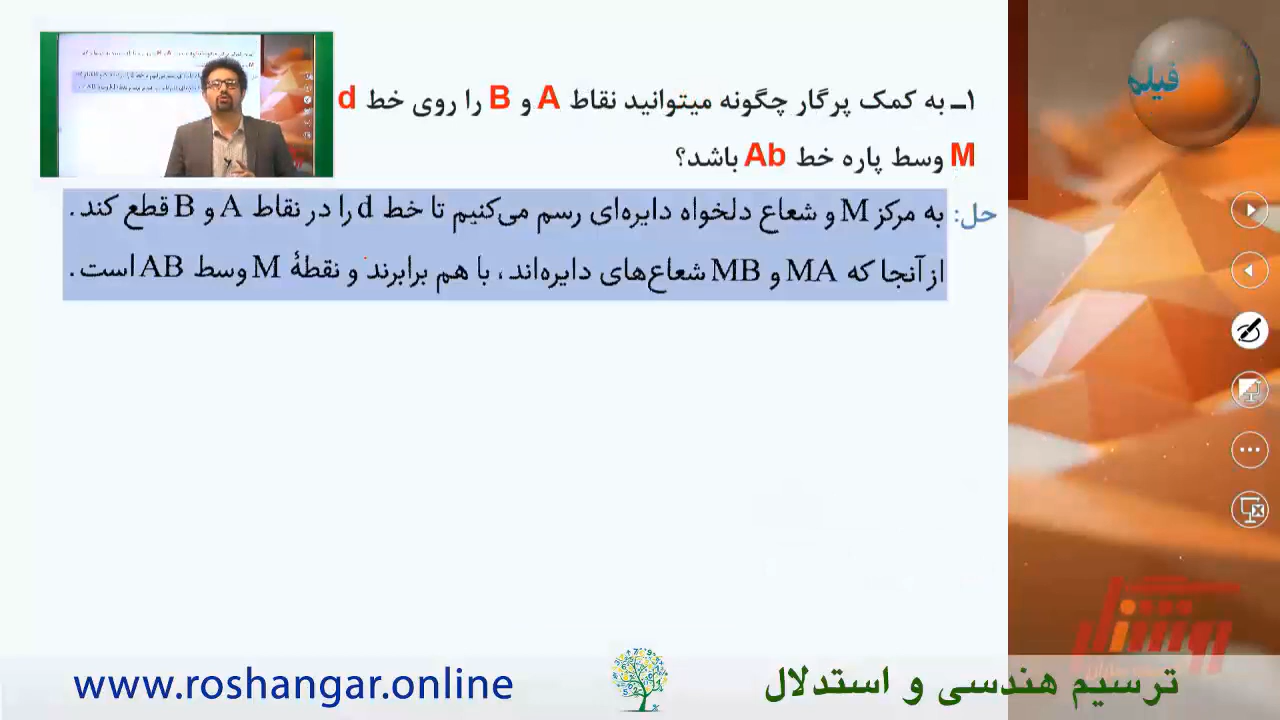 فیلم
۱ـ به کمک پرگار چگونه میتوانید نقاط A و B را روی خط d
M وسط پاره خط Ab باشد؟
حل: به مرکز M و شعاع دلخواه دایره‌ای رسم می‌کنیم تا خط d را در نقاط A و B قطع کند.
از آنجا که MA و MB شعاع‌های دایره‌اند، با هم برابرند و نقطهٔ M وسط AB است.
ترسیم هندسی و استدلال
www.roshangar.online